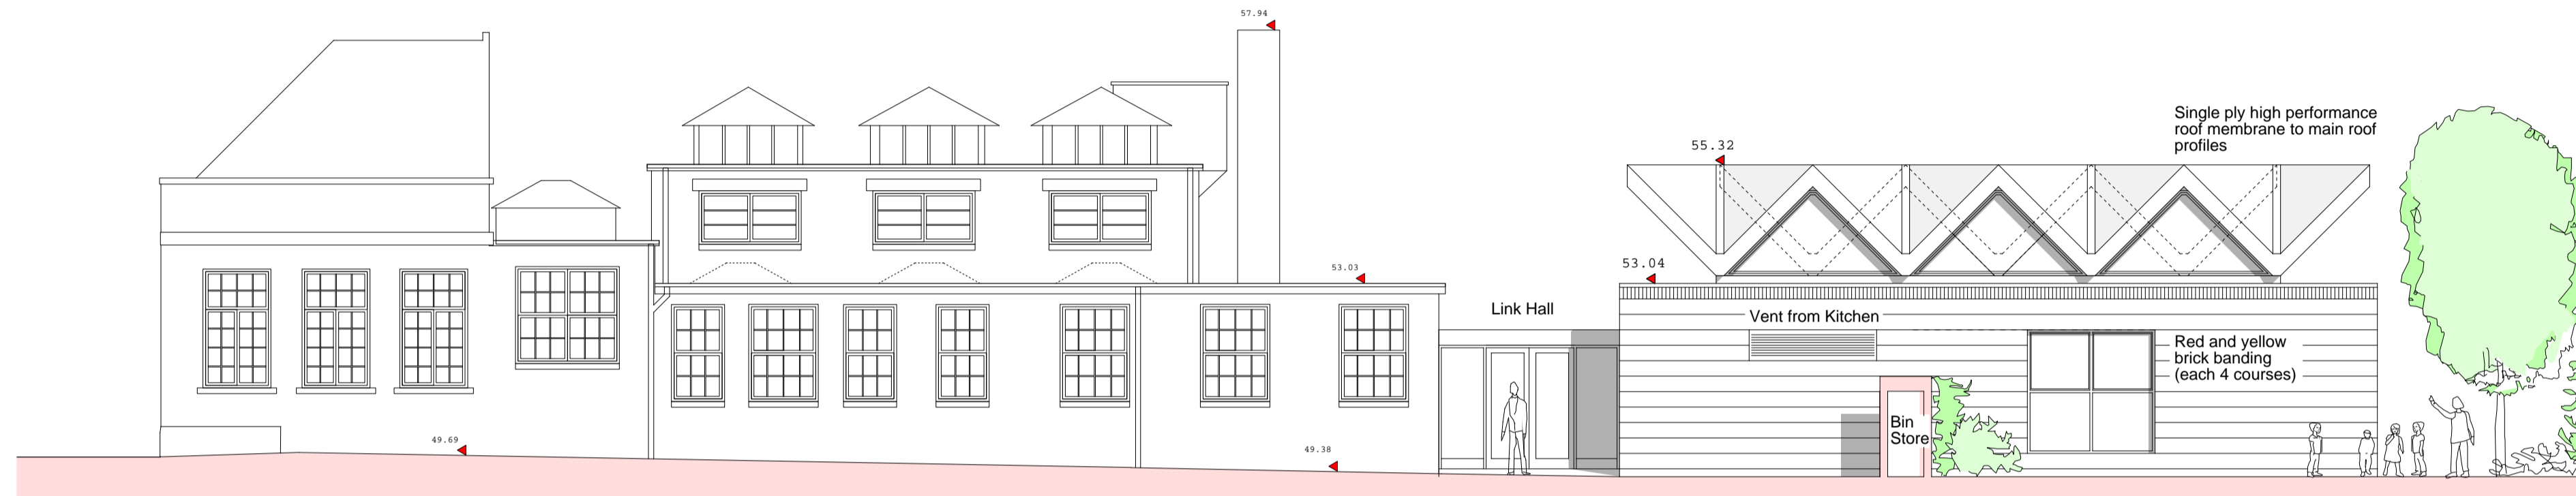 57.94
Single ply high performance
roof membrane to main roof
profiles
55.32
53.04
53.03
Link Hall
Vent from Kitchen
Red and yellow
brick banding
(each 4 courses)
Bin
Store
49.69
49.38